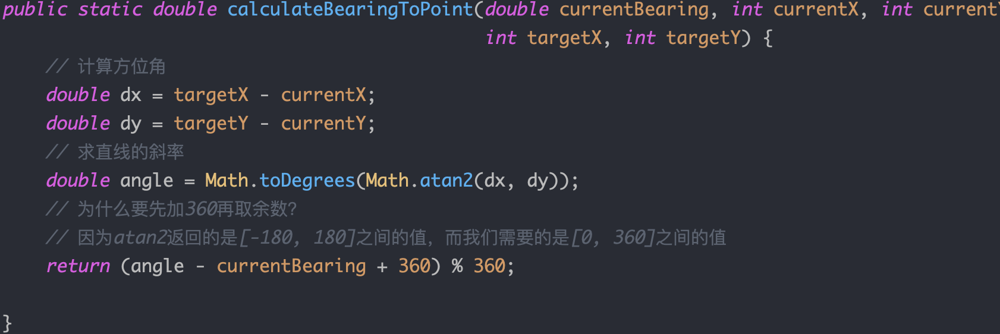 public static double calculateBearingToPoint(double currentBearing, int currentX, int currentY
int targetX, int targetY) {
// 计算方位角
double dx = targetX - currentX;
double dy = targetY - currentY;
// 求直线的斜率
double angle = Math.toDegrees(Math.atan2(dx, dy));
// 为什么要先加360再取余数?
// 因为atan2返回的是[-180, 180]之间的值，而我们需要的是[0, 360]之间的值
return (angle - currentBearing + 360) % 360;
}